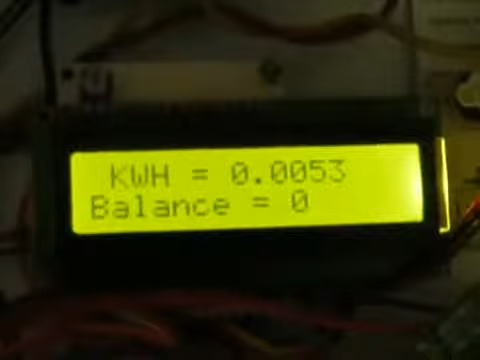 KWH = 0.0053
Balance = 0